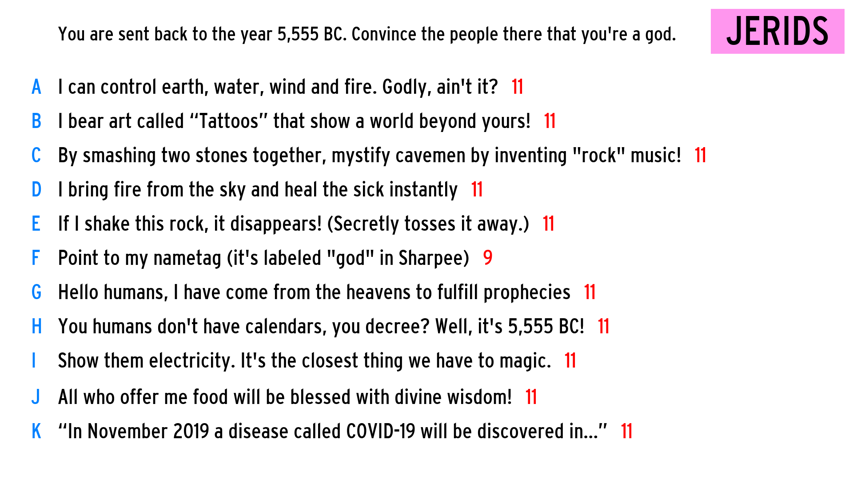 You are sent back to the year 5,555 BC. Convince the people there that you're a god.
JERIDS
A I can control earth, water, wind and fire. Godly, ain't it? 11
B I bear art called “Tattoos” that show a world beyond yours! 11
C By smashing two stones together, mystify cavemen by inventing "rock" music! 11
D I bring fire from the sky and heal the sick instantly 11
E If I shake this rock, it disappears! (Secretly tosses it away.) 11
F Point to my nametag (it's labeled "god" in Sharpee) 9
G Hello humans, I have come from the heavens to fulfill prophecies 11
H You humans don't have calendars, you decree? Well, it's 5,555 BC! 11
I Show them electricity. It's the closest thing we have to magic. 11
J All who offer me food will be blessed with divine wisdom! 11
K “In November 2019 a disease called COVID-19 will be discovered in...” 11